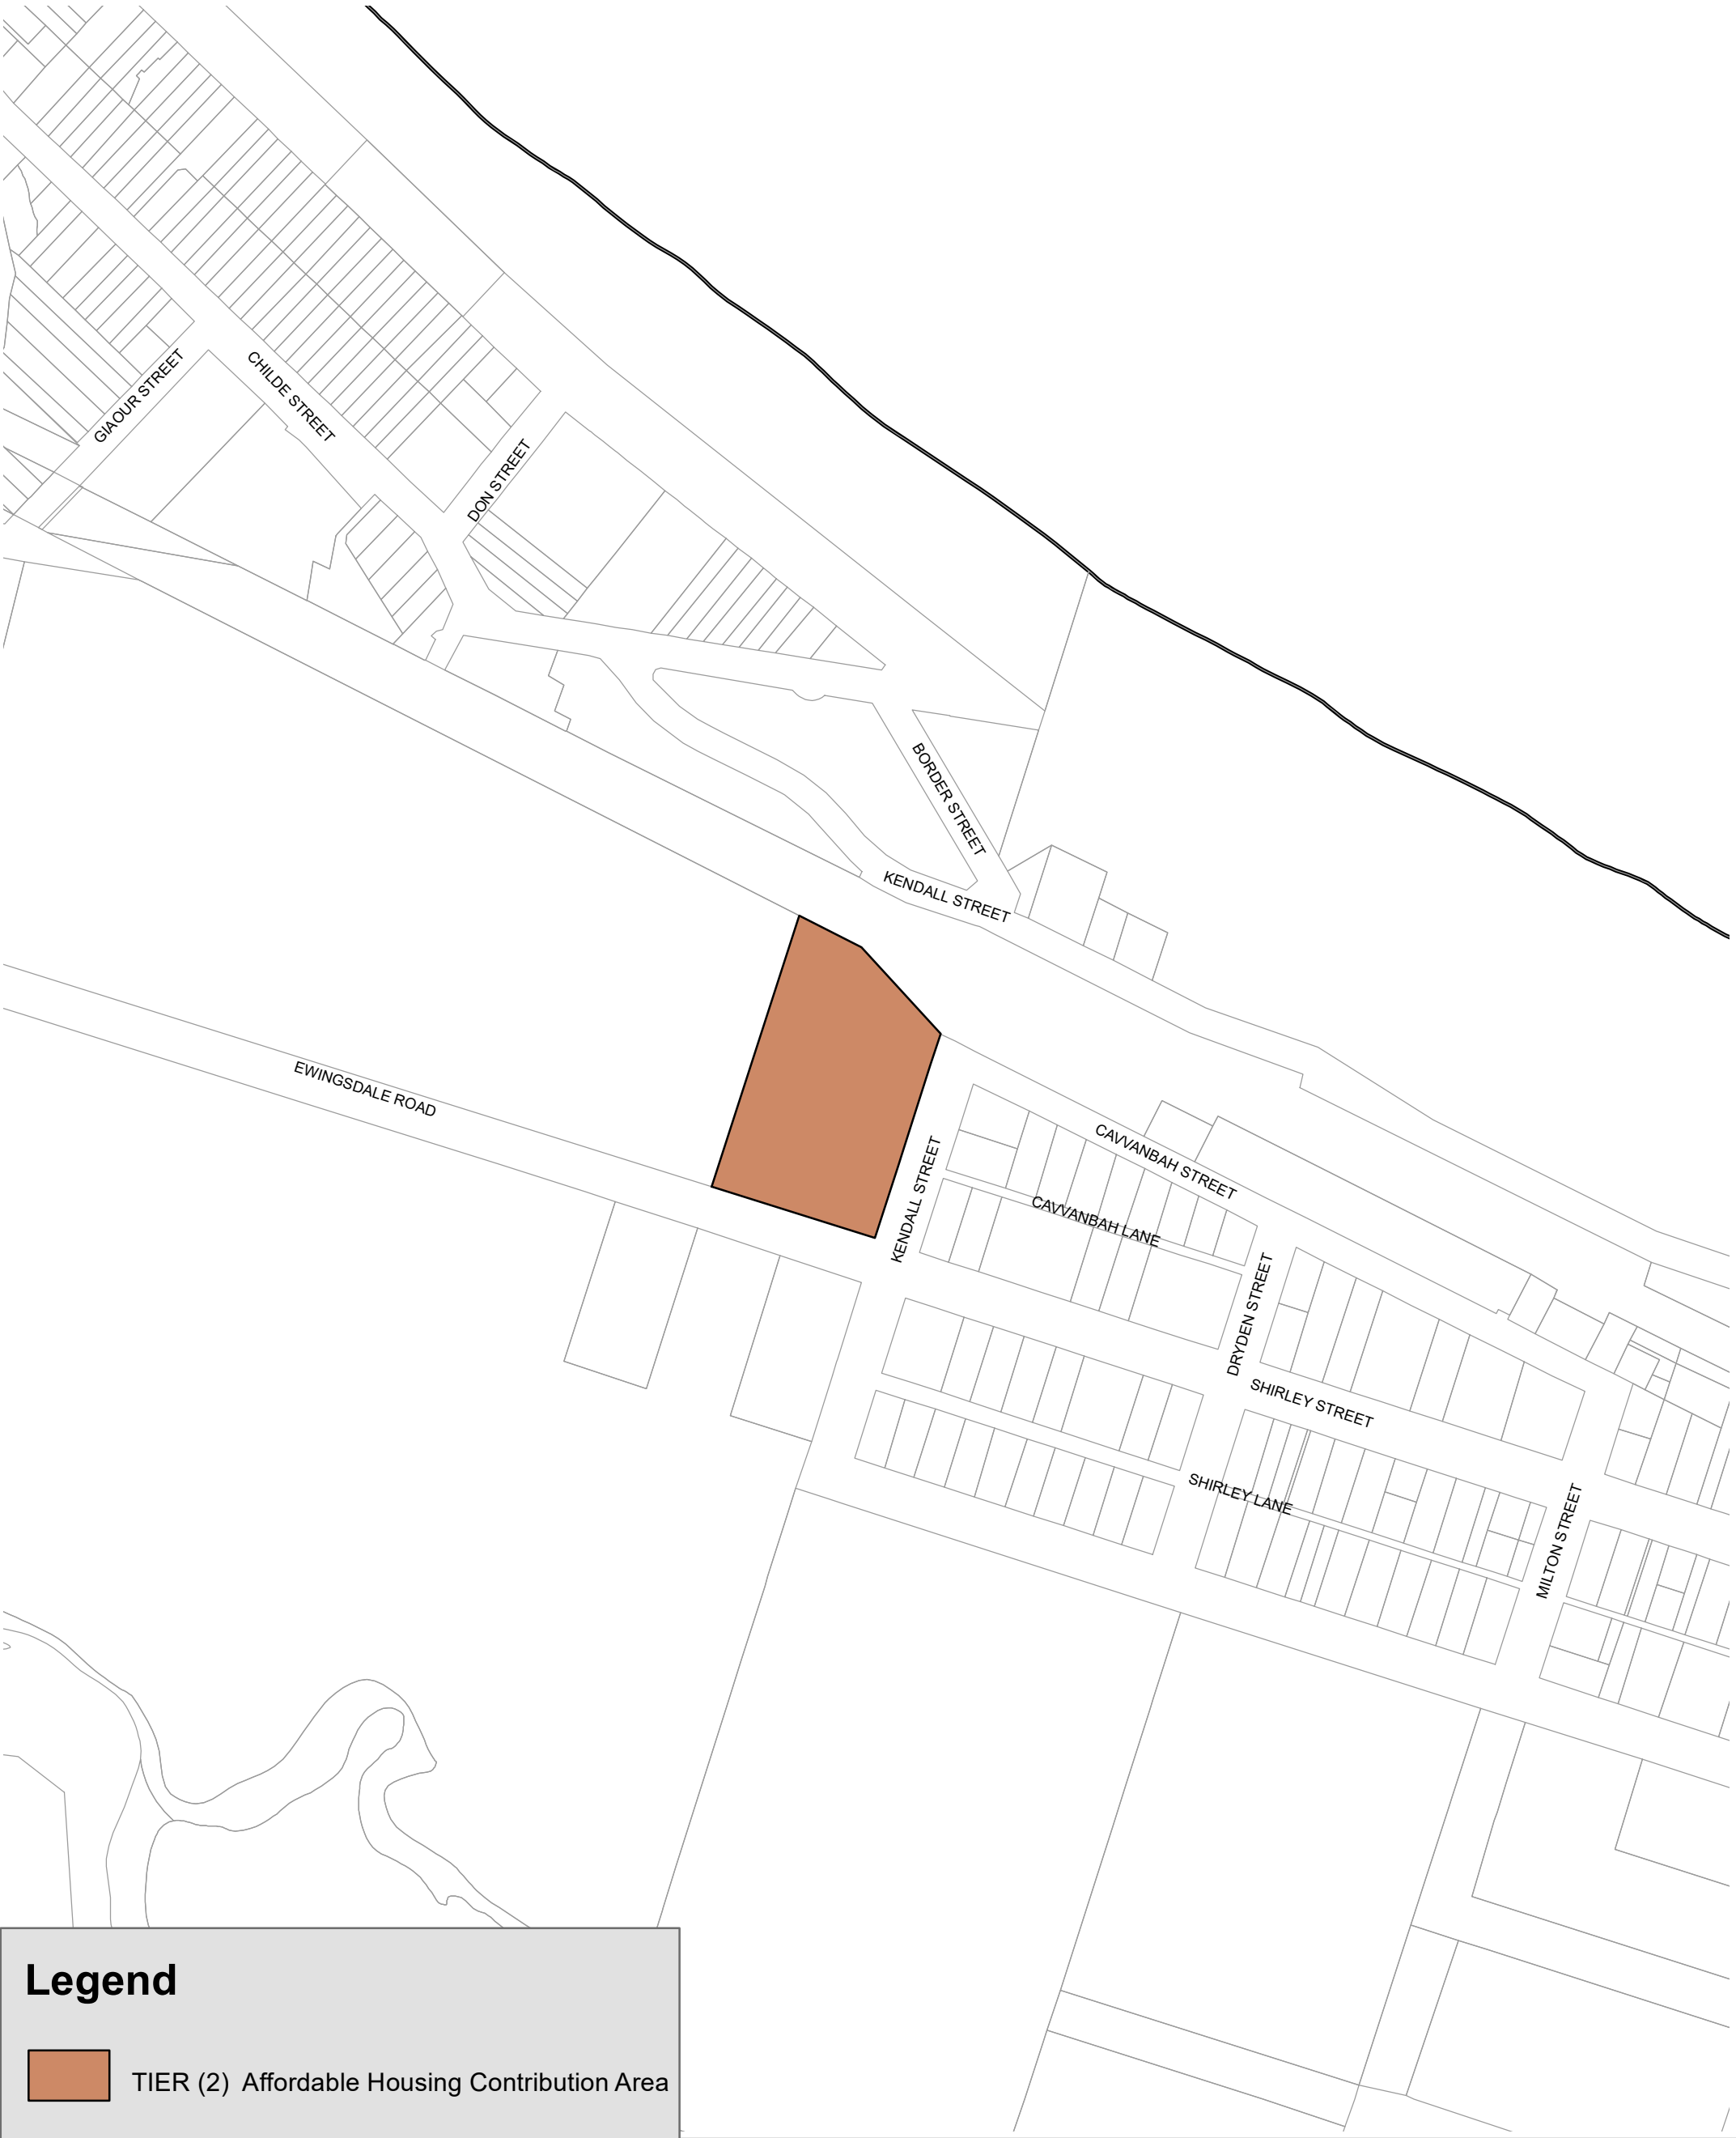 GIAOUR STREET
CHILDE STREET
DON STREET
BORDER STREET
KENDALL STREET
EWINGSDALE ROAD
KENDALL STREET
CAVVANBAH STREET
CAVVANBAH LANE
DRYDEN STREET
SHIRLEY STREET
SHIRLEY LANE
MILTON STREET
Legend
TIER (2) Affordable Housing Contribution Area